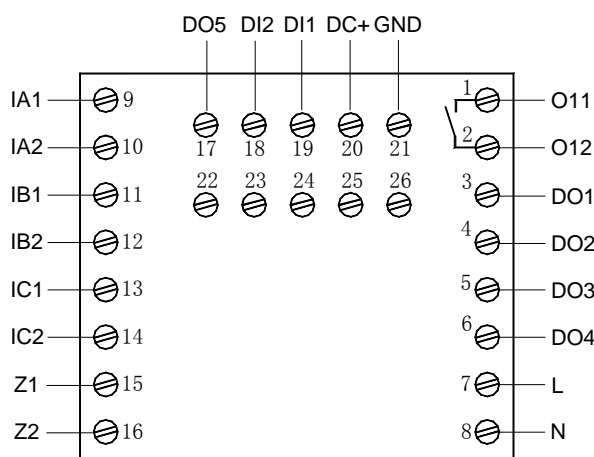 DO5 DI2 DI1 DC+ GND
IA1 9 1 O11
17 18 19 20 21
IA2 10 2 O12
22 23 24 25 26
IB1 11 3 DO1
IB2 12 4 DO2
IC1 13 5 DO3
IC2 14 6 DO4
Z1 15 7 L
Z2 16 8 N